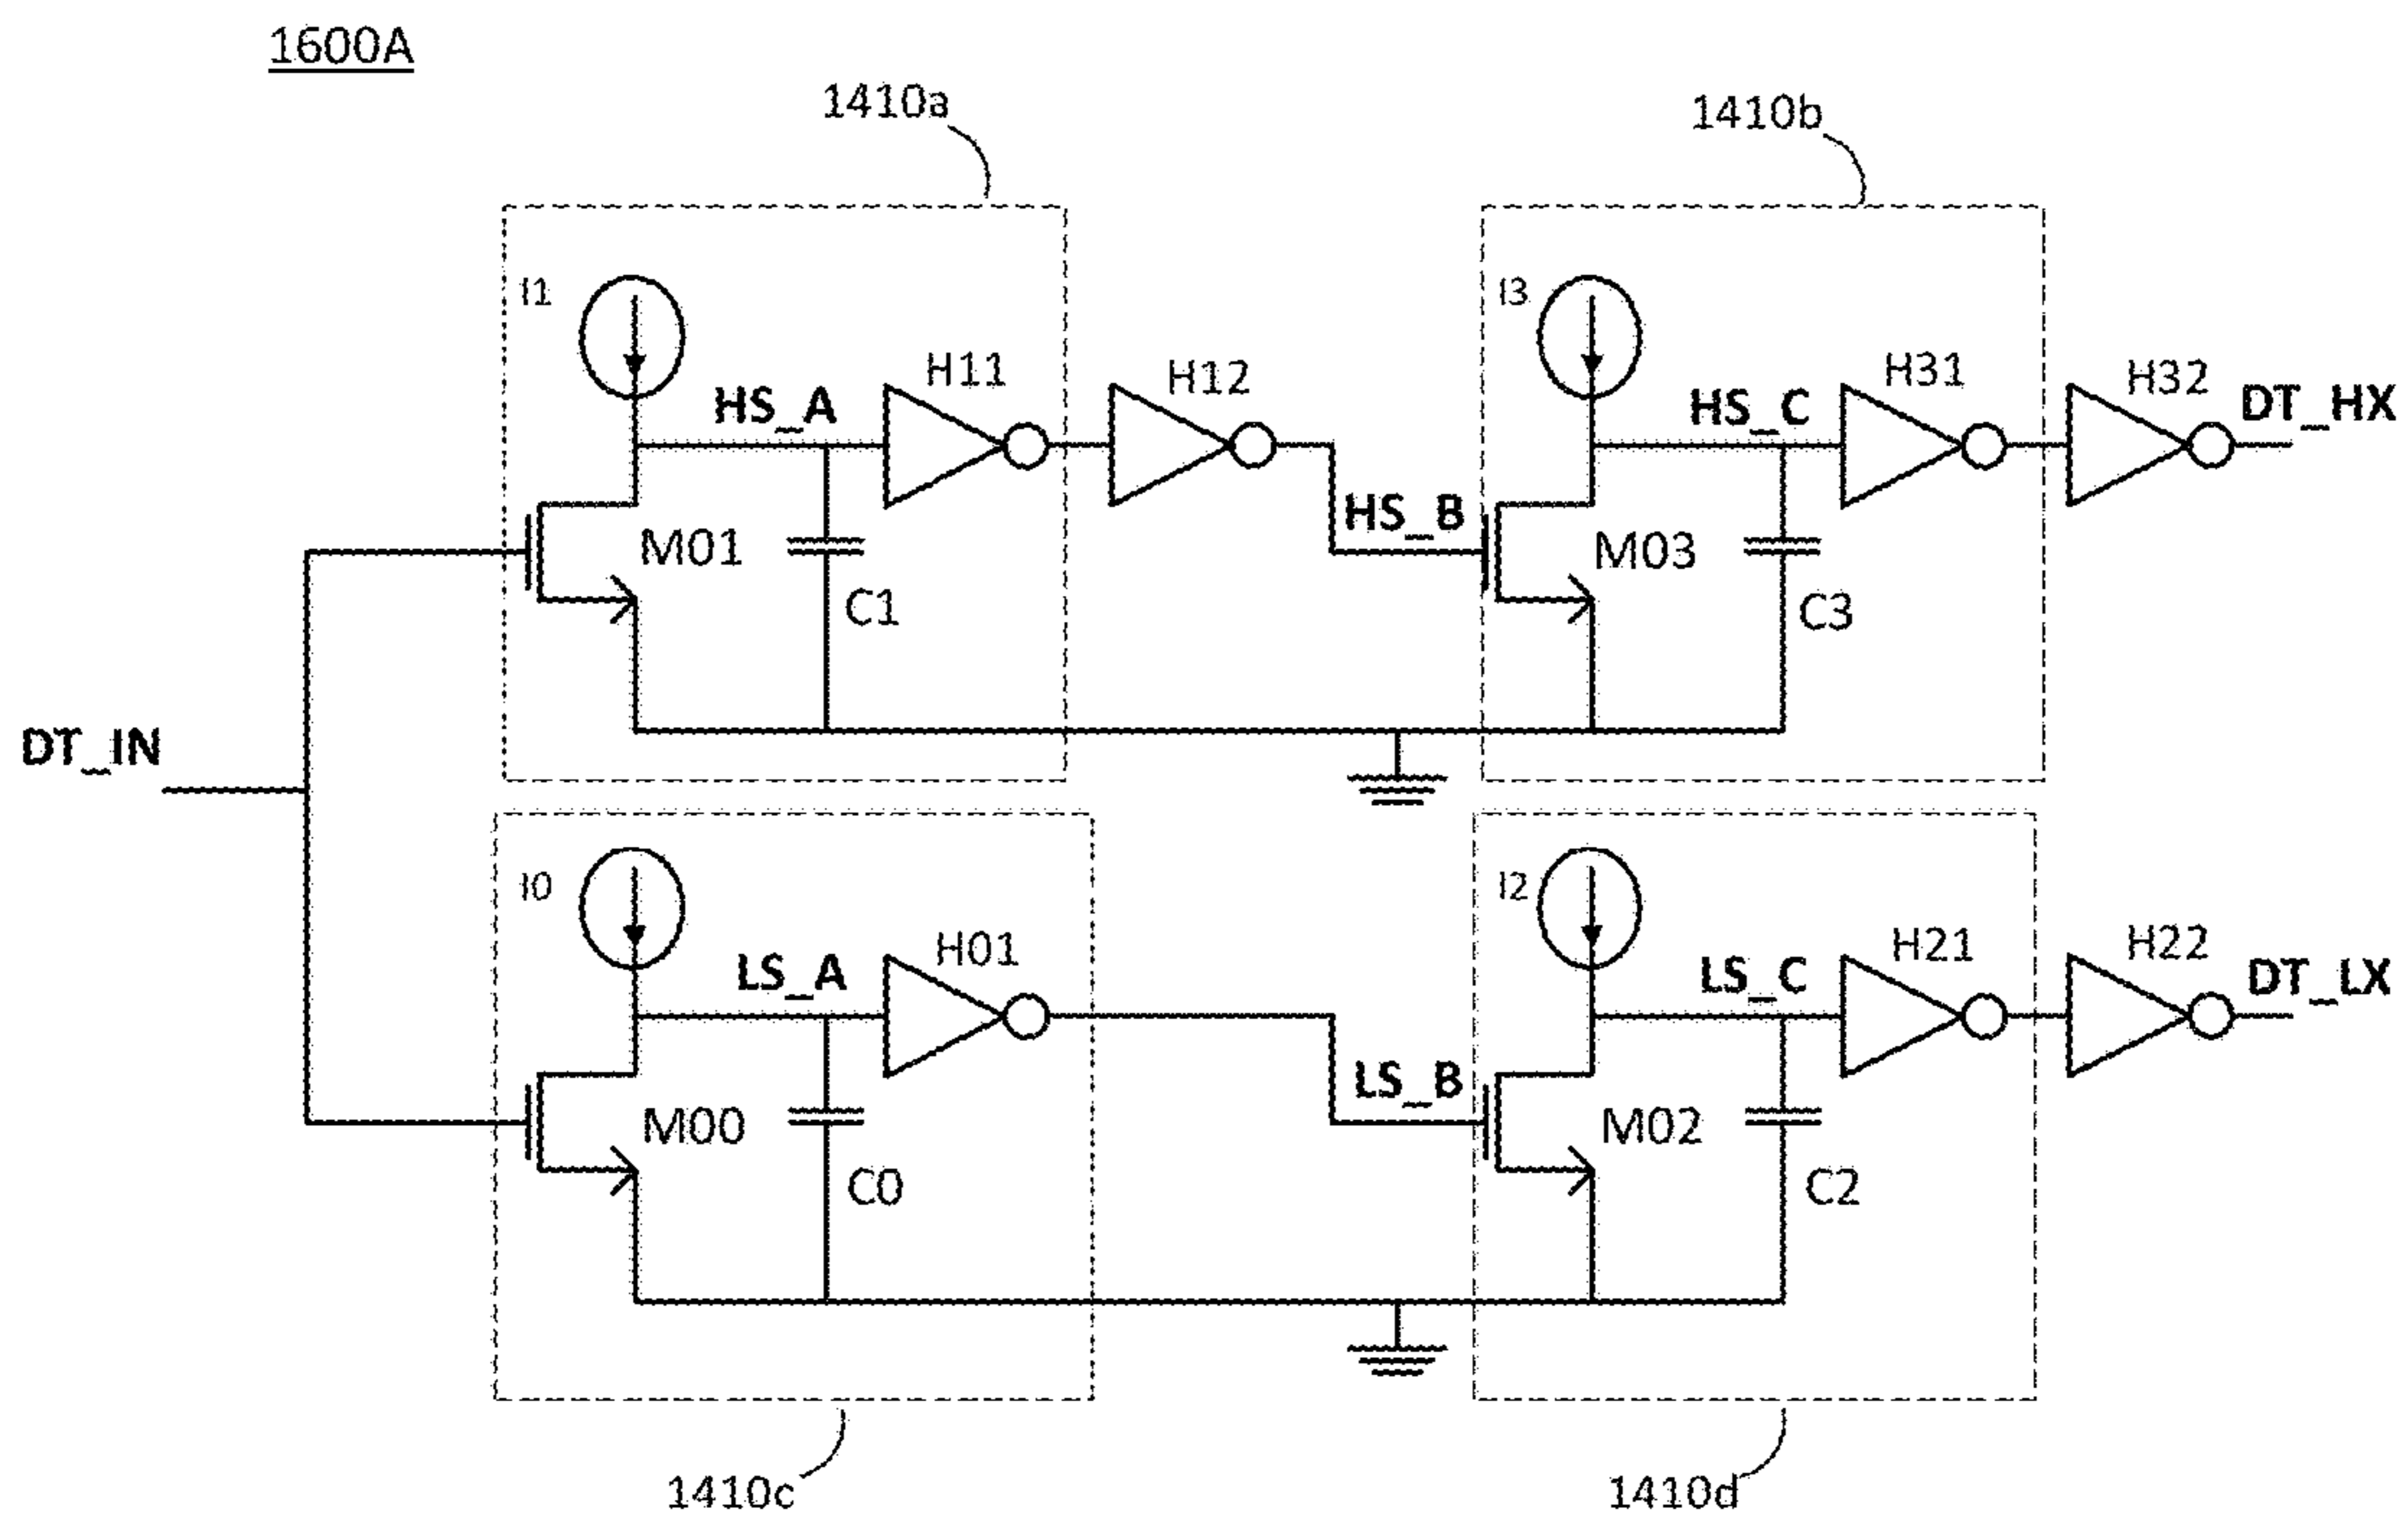 1600A
1410a
1410b
I1
I3
HS_A
H11
H12
HS_C
H31
H32
DT_HX
HS_B
M01
M03
C1
C3
DT_IN
I0
I2
LS_A
H01
LS_C
H21
H22
DT_LX
LS_B
M00
M02
C0
C2
1410c
1410d